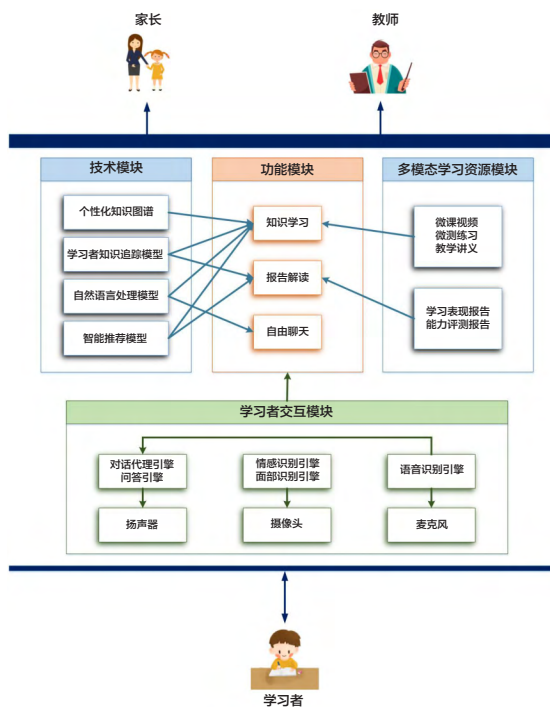 家长
教师
技术模块
功能模块
多模态学习资源模块
个性化知识图谱
学习者知识追踪模型
自然语言处理模型
智能推荐模型
知识学习
报告解读
自由聊天
微课视频
微测练习
教学讲义
学习表现报告
能力评测报告
学习者交互模块
对话代理引擎
问答引擎
情感识别引擎
面部识别引擎
语音识别引擎
扬声器
摄像头
麦克风
学习者